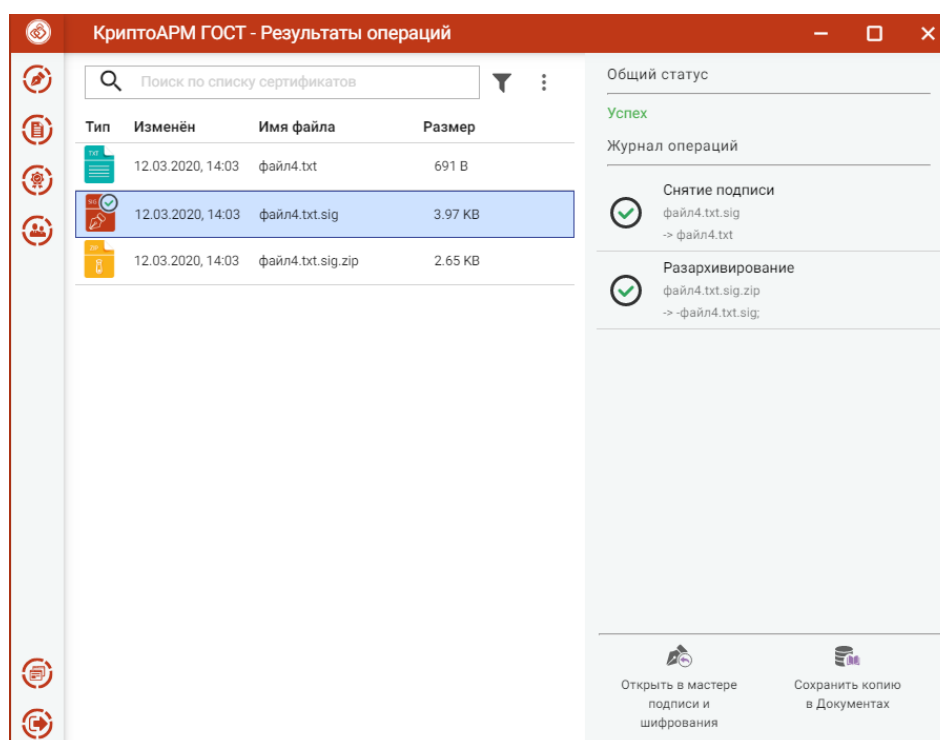 КриптоАРМ ГОСТ - Результаты операций
Поиск по списку сертификатов
Тип Изменён Имя файла Размер
TXT 12.03.2020, 14:03 файл4.txt 691 B
SIG 12.03.2020, 14:03 файл4.txt.sig 3.97 KB
ZIP 12.03.2020, 14:03 файл4.txt.sig.zip 2.65 KB
Общий статус
Успех
Журнал операций
Снятие подписи
файл4.txt.sig
-> файл4.txt
Разархивирование
файл4.txt.sig.zip
-> -файл4.txt.sig;
Открыть в мастере
подписи и
шифрования
Сохранить копию
в Документах